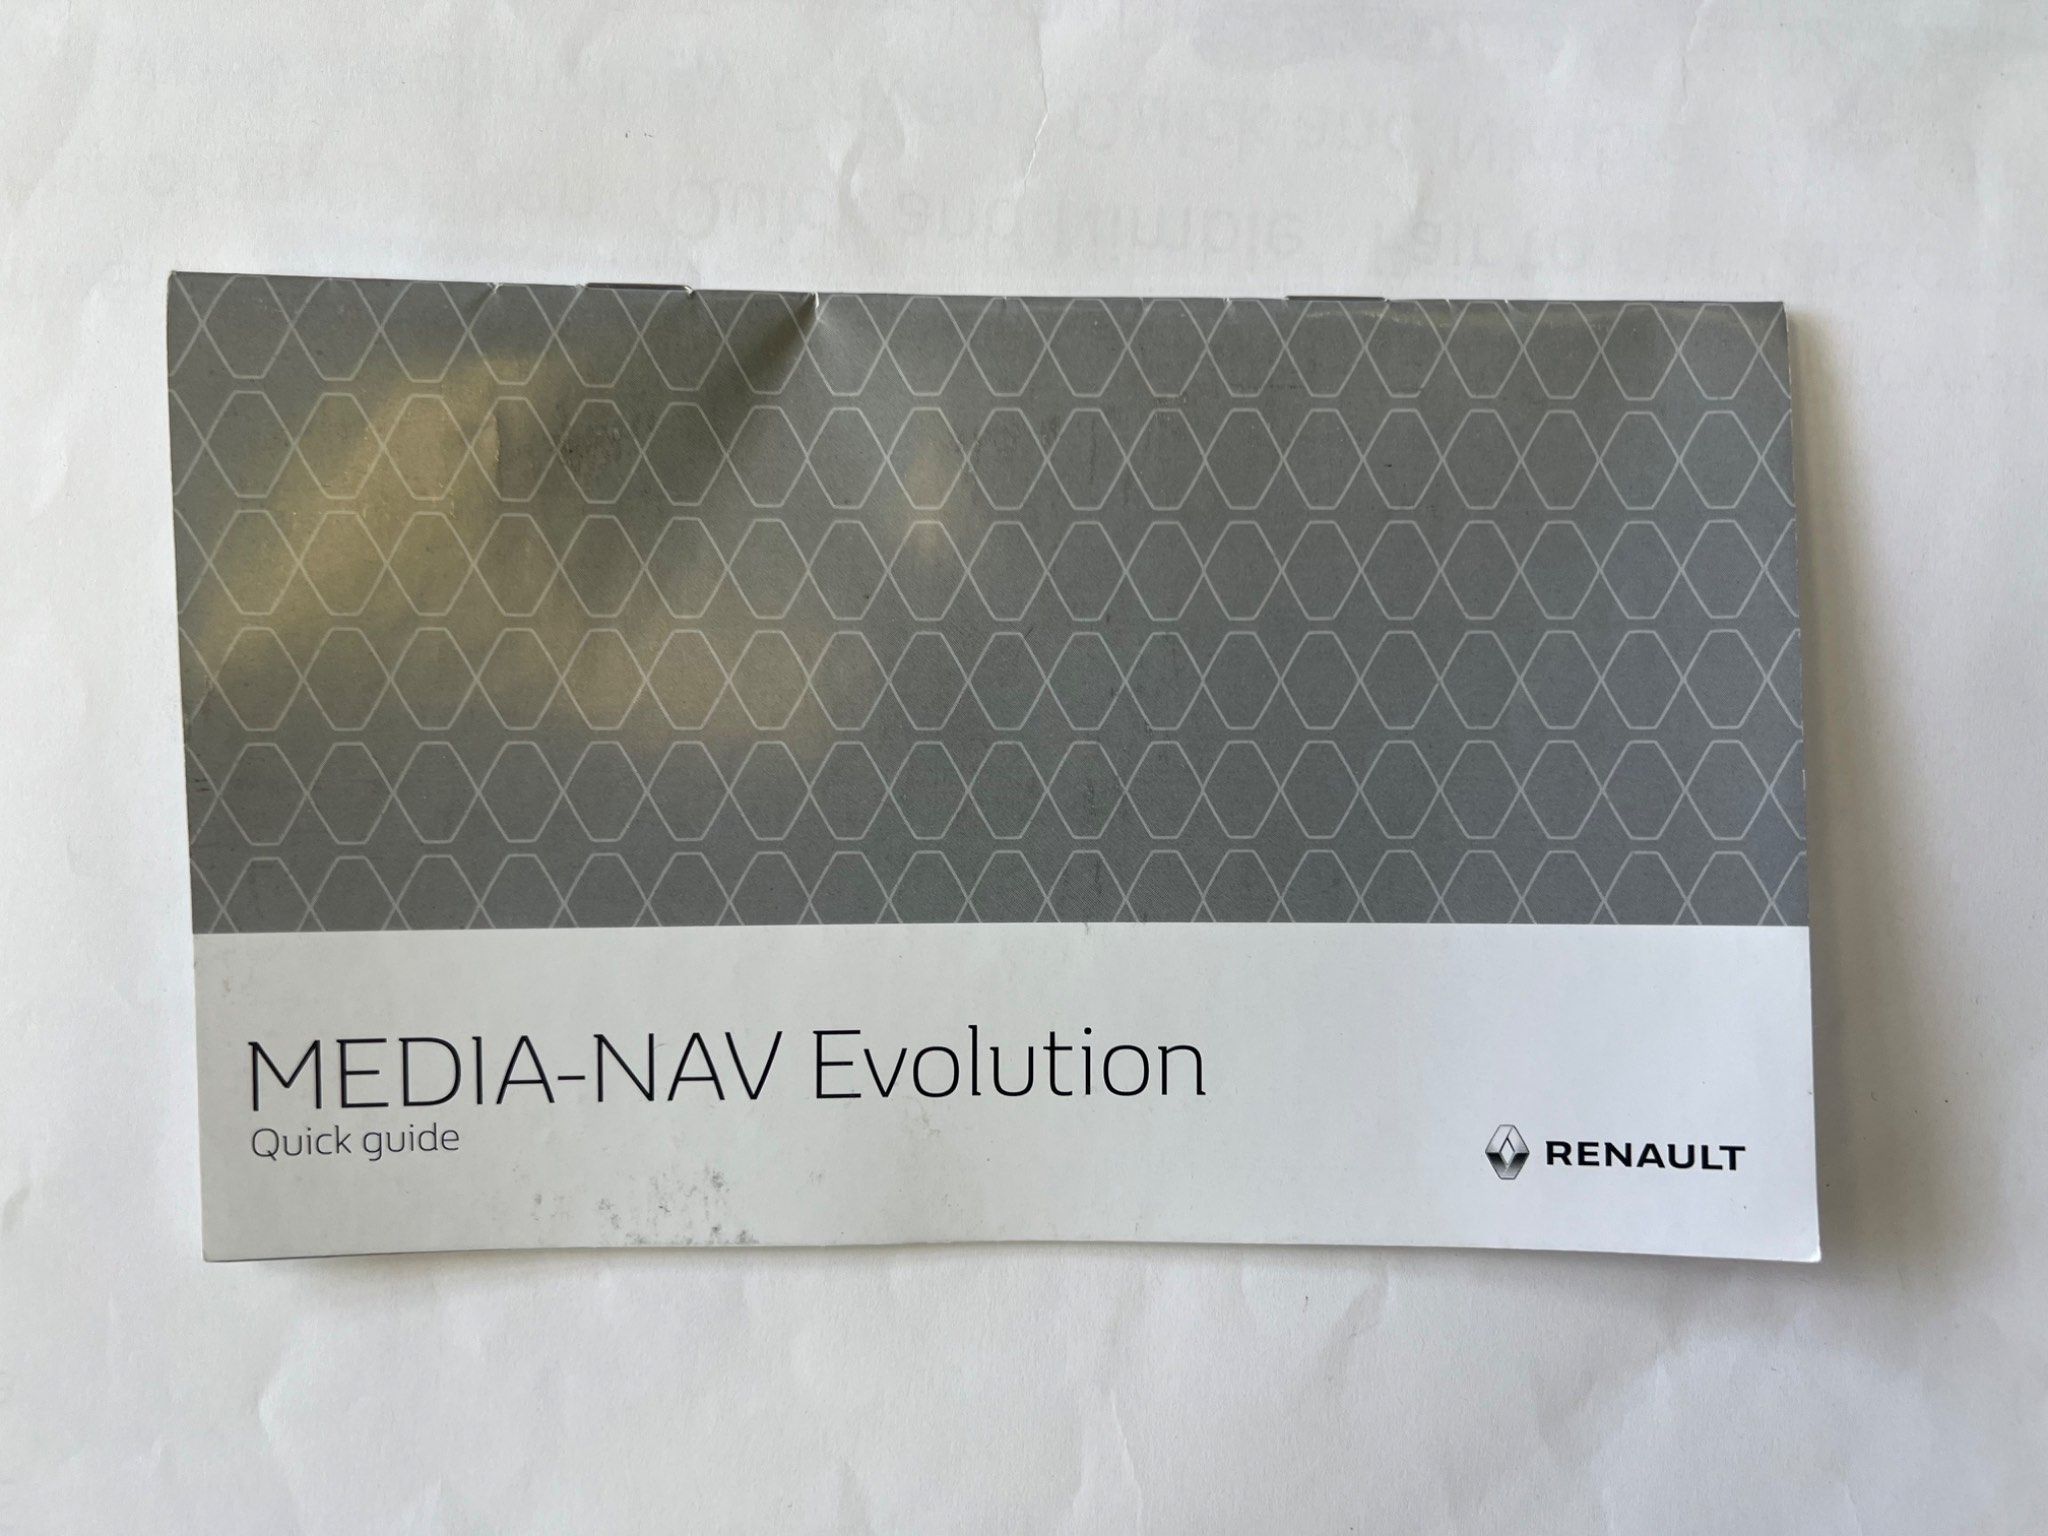 MEDIA-NAV Evolution
Quick guide
RENAULT